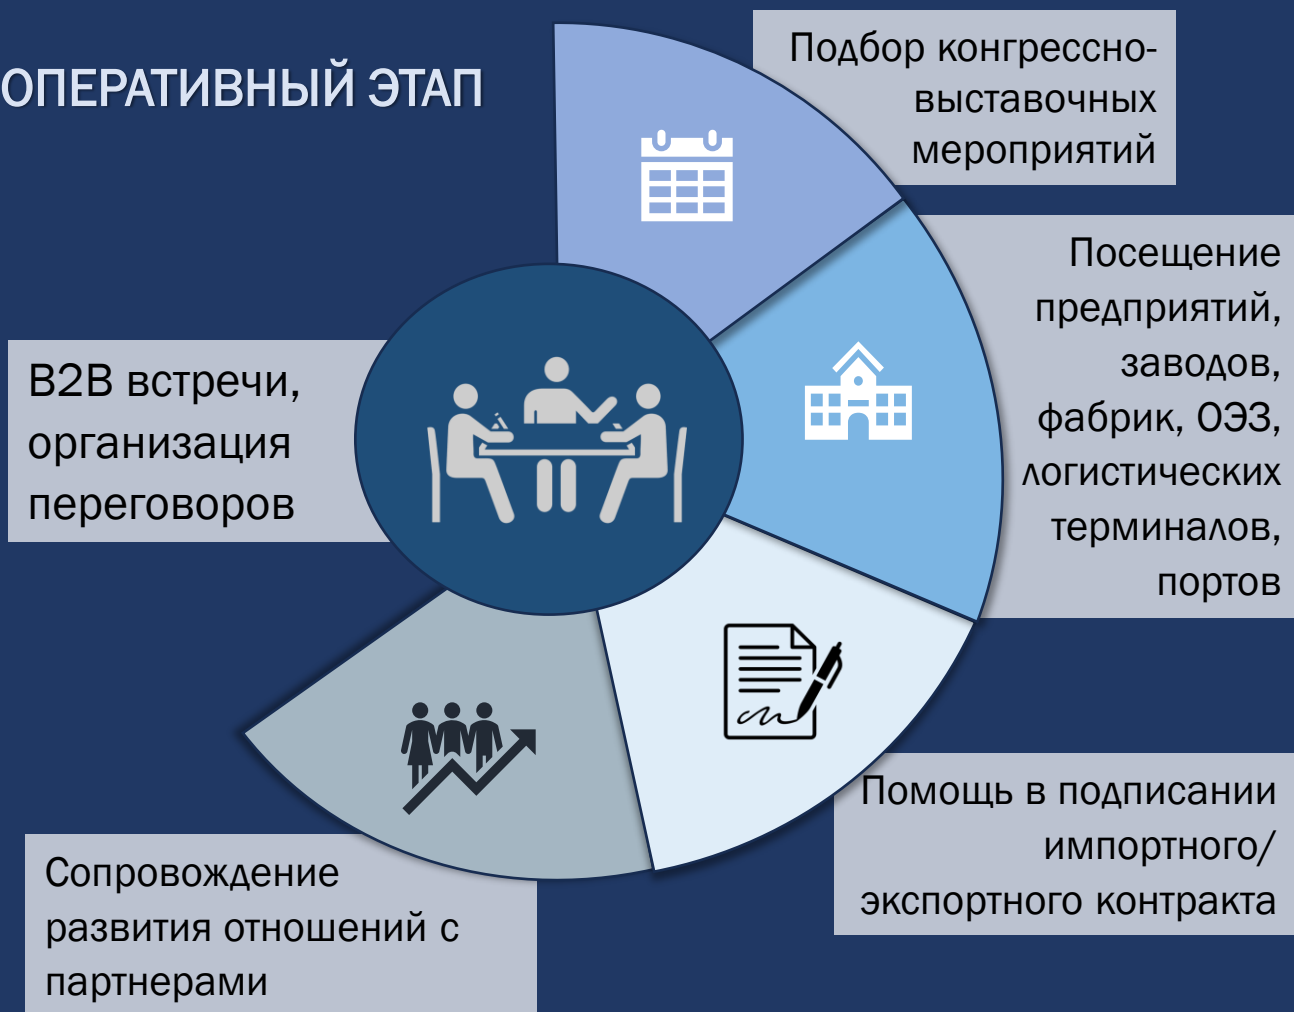 ОПЕРАТИВНЫЙ ЭТАП
Подбор конгрессно-
выставочных
мероприятий
Посещение
предприятий,
заводов,
фабрик, ОЭЗ,
логистических
терминалов,
портов
В2В встречи,
организация
переговоров
Помощь в подписании
импортного/
экспортного контракта
Сопровождение
развития отношений с
партнерами